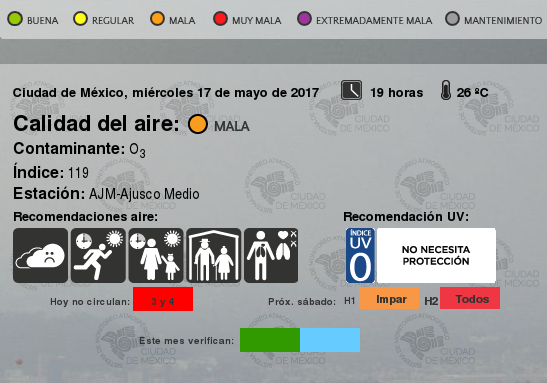 BUENA REGULAR MALA MUY MALA EXTREMADAMENTE MALA MANTENIMIENTO
Ciudad de México, miércoles 17 de mayo de 2017 19 horas 26 ºC
Calidad del aire: MALA
Contaminante: O3
Índice: 119
Estación: AJM-Ajusco Medio
Recomendaciones aire: Recomendación UV:
ÍNDICE
UV
0
NO NECESITA
PROTECCIÓN
Hoy no circulan: 3 y 4 Próx. sábado: H1 Impar H2 Todos
Este mes verifican: